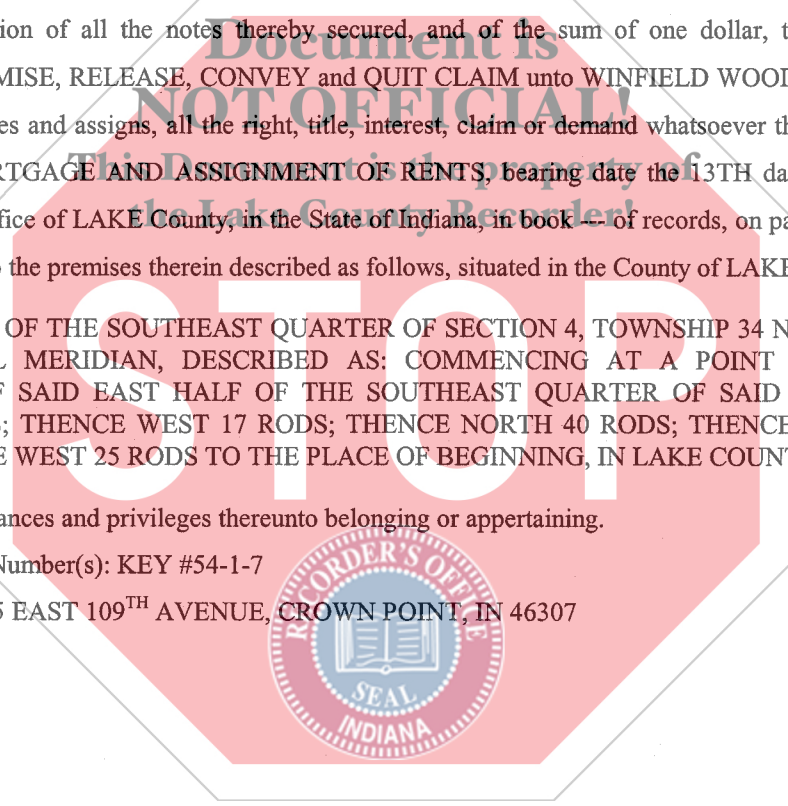 tion of all the notes thereby secured, and of the sum of one dollar, t
MISE, RELEASE, CONVEY and QUIT CLAIM unto WINFIELD WOOD
es and assigns, all the right, title, interest, claim or demand whatsoever th
RTGAGE AND ASSIGNMENT OF RENTS, bearing date the 13TH da
ffice of LAKE County, in the State of Indiana, in book --- of records, on pa
the premises therein described as follows, situated in the County of LAKE
OF THE SOUTHEAST QUARTER OF SECTION 4, TOWNSHIP 34 N
L MERIDIAN, DESCRIBED AS: COMMENCING AT A POINT
F SAID EAST HALF OF THE SOUTHEAST QUARTER OF SAID
; THENCE WEST 17 RODS; THENCE NORTH 40 RODS; THENCE
E WEST 25 RODS TO THE PLACE OF BEGINNING, IN LAKE COUNT
ances and privileges thereunto belonging or appertaining.
Number(s): KEY #54-1-7
5 EAST 109TH AVENUE, CROWN POINT, IN 46307
Document is
NOT OFFICIAL!
This Document is the property of
the Lake County Recorder!
STOP
RECORDER'S OFFICE
SEAL
INDIANA